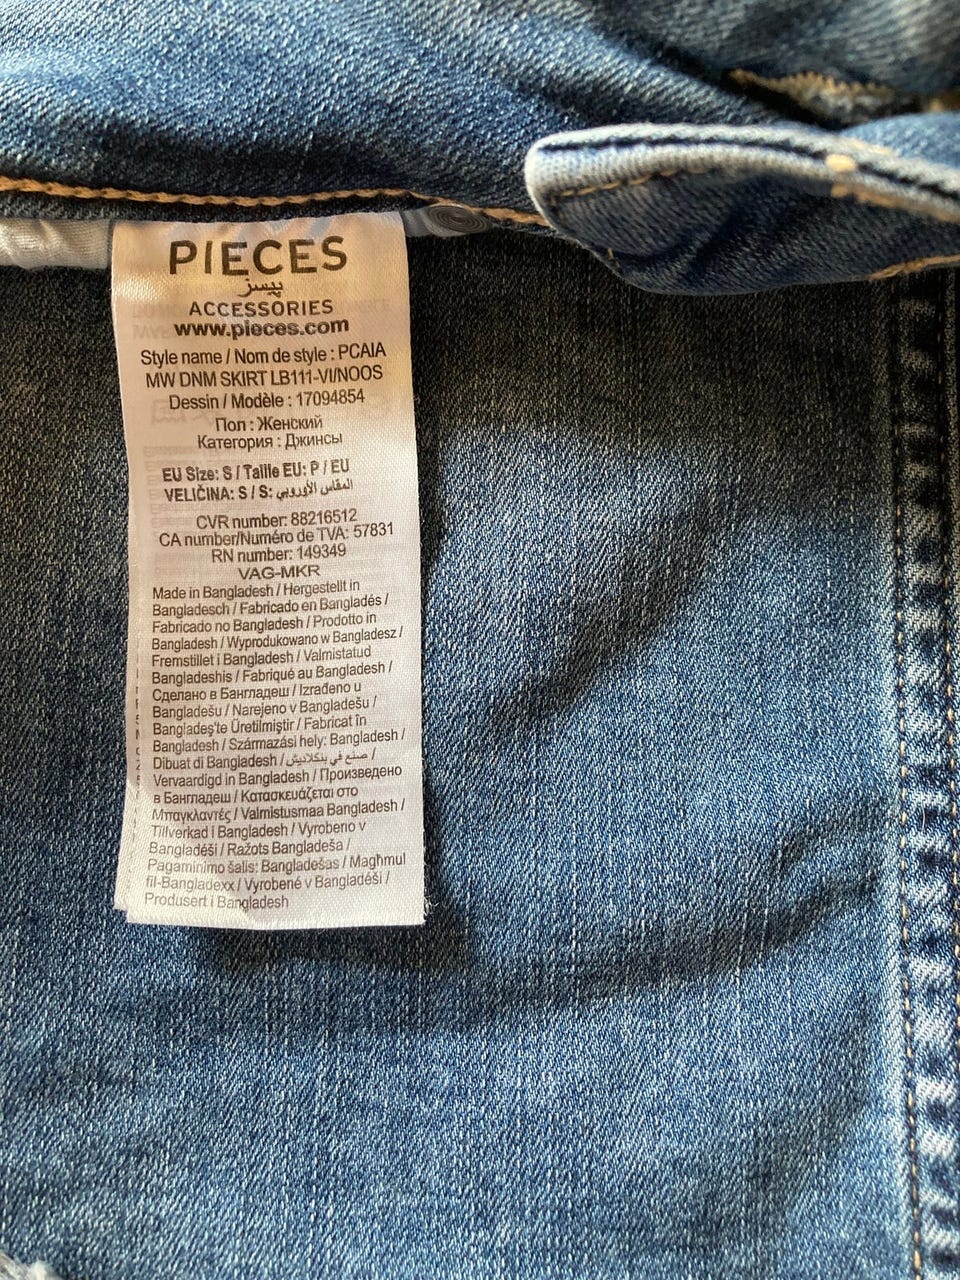 PIECES
پیسز
ACCESSORIES
www.pieces.com
Style name / Nom de style : PCAIA
MW DNM SKIRT LB111-VI/NOOS
Dessin / Modèle : 17094854
Пол : Женский
Категория : Джинсы
EU Size: S / Taille EU: P / EU
VELIČINA: S / S: المقاس الأوروبي
CVR number: 88216512
CA number/Numéro de TVA: 57831
RN number: 149349
VAG-MKR
Made in Bangladesh / Hergestellt in
Bangladesch / Fabricado en Bangladés /
Fabricado no Bangladesh / Prodotto in
Bangladesh / Wyprodukowano w Bangladesz /
Fremstillet i Bangladesh / Valmistatud
Bangladeshis / Fabriqué au Bangladesh /
Сделано в Бангладеш / Izrađeno u
Bangladešu / Narejeno v Bangladešu /
Bangladeş'te Üretilmiştir / Fabricat în
Bangladesh / Származási hely: Bangladesh /
Dibuat di Bangladesh / صنع في بنكلاديش /
Vervaardigd in Bangladesh / Произведено
в Бангладеш / Κατασκευάζεται στο
Μπαγκλαντές / Valmistusmaa Bangladesh /
Tillverkad i Bangladesh / Vyrobeno v
Bangladéši / Ražots Bangladeša /
Pagaminimo šalis: Bangladešas / Magħmul
fil-Bangladexx / Vyrobené v Bangladéši /
Produsert i Bangladesh